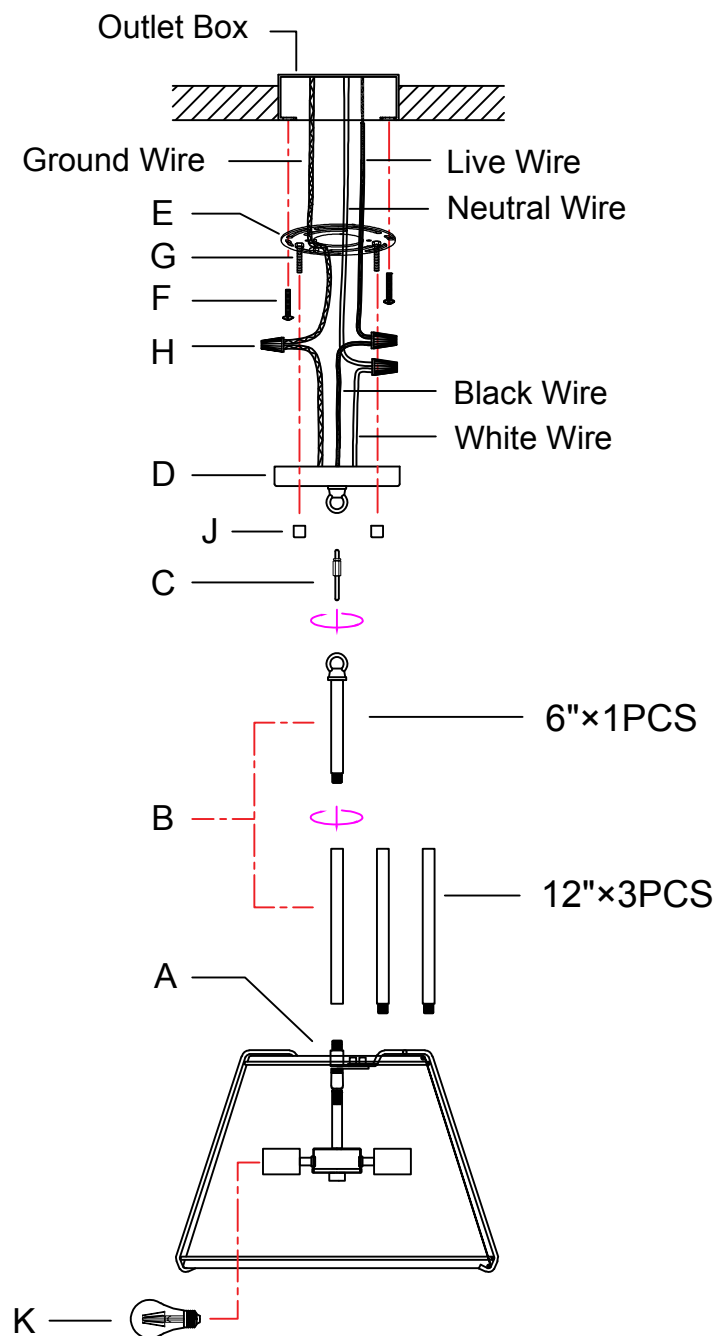 Outlet Box
Ground Wire
Live Wire
E
Neutral Wire
G
F
H
Black Wire
White Wire
D
J
C
6"×1PCS
B
12"×3PCS
A
K